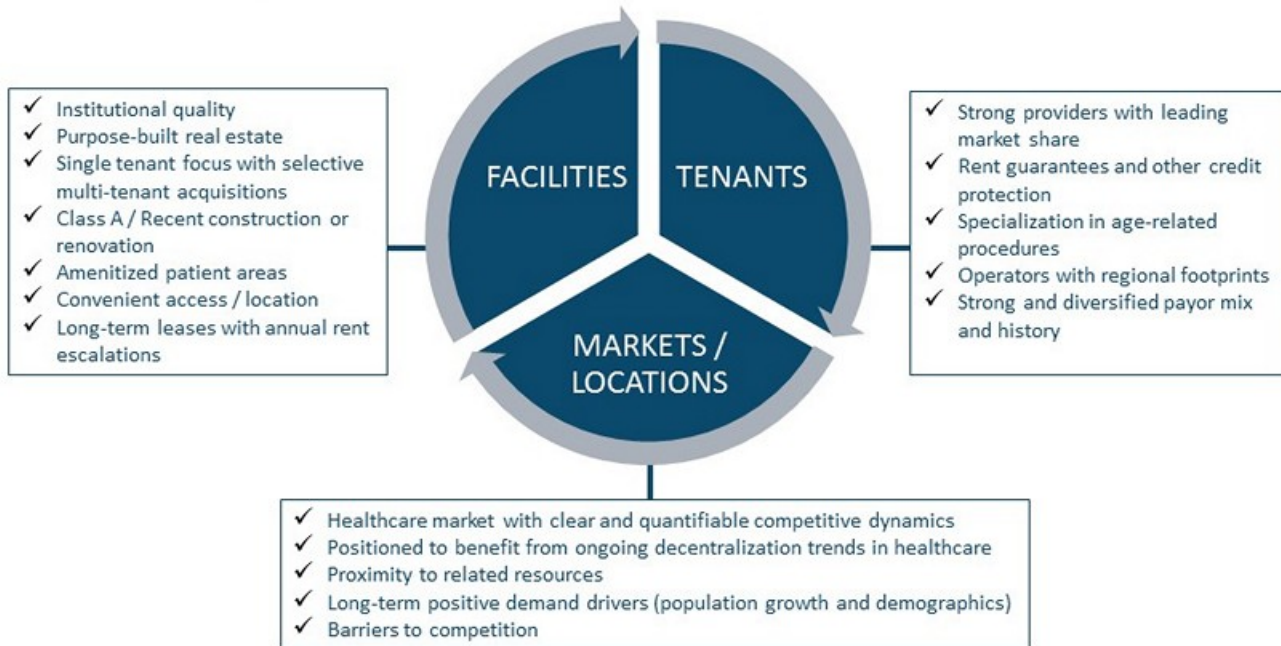 FACILITIES
TENANTS
MARKETS /
LOCATIONS
✓ Institutional quality
✓ Purpose-built real estate
✓ Single tenant focus with selective
multi-tenant acquisitions
✓ Class A / Recent construction or
renovation
✓ Amenitized patient areas
✓ Convenient access / location
✓ Long-term leases with annual rent
escalations
✓ Strong providers with leading
market share
✓ Rent guarantees and other credit
protection
✓ Specialization in age-related
procedures
✓ Operators with regional footprints
✓ Strong and diversified payor mix
and history
✓ Healthcare market with clear and quantifiable competitive dynamics
✓ Positioned to benefit from ongoing decentralization trends in healthcare
✓ Proximity to related resources
✓ Long-term positive demand drivers (population growth and demographics)
✓ Barriers to competition